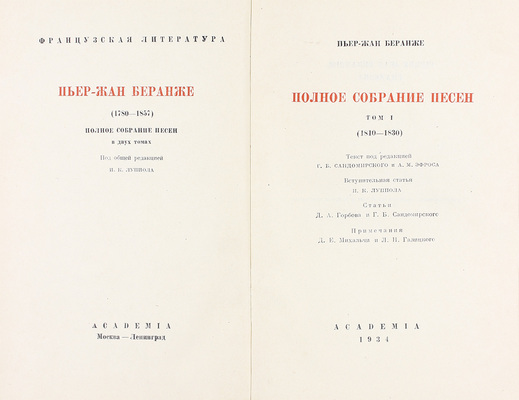 ФРАНЦУЗСКАЯ ЛИТЕРАТУРА
ПЬЕР-ЖАН БЕРАНЖЕ
(1780—1857)
ПОЛНОЕ СОБРАНИЕ ПЕСЕН
в двух томах
Под общей редакцией
И. К. ЛУППОЛА
ACADEMIA
Москва — Ленинград
ПЬЕР-ЖАН БЕРАНЖЕ
ПОЛНОЕ СОБРАНИЕ ПЕСЕН
ТОМ I
(1810—1830)
Текст под редакцией
Г. Б. САНДОМИРСКОГО и А. М. ЭФРОСА
Вступительная статья
И. К. ЛУППОЛА
Статьи
Д. А. Горбова и Г. Б. Сандомирского
Примечания
Д. Е. Михальчи и Л. П. Галицкого
ACADEMIA
1934